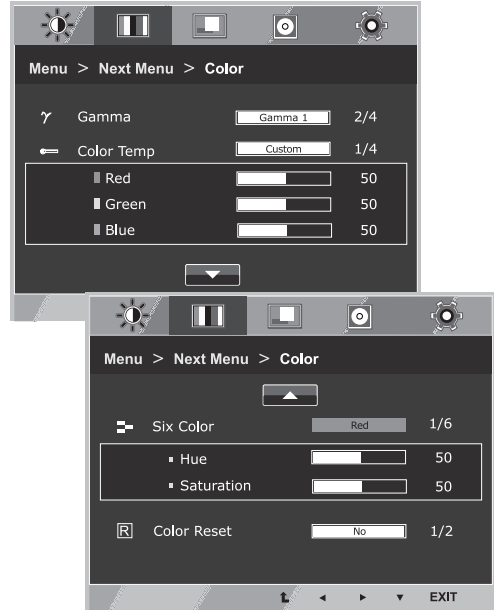 Menu > Next Menu > Color
γ Gamma Gamma 1 2/4
Color Temp Custom 1/4
Red 50
Green 50
Blue 50
Menu > Next Menu > Color
Six Color Red 1/6
Hue 50
Saturation 50
R Color Reset No 1/2
EXIT